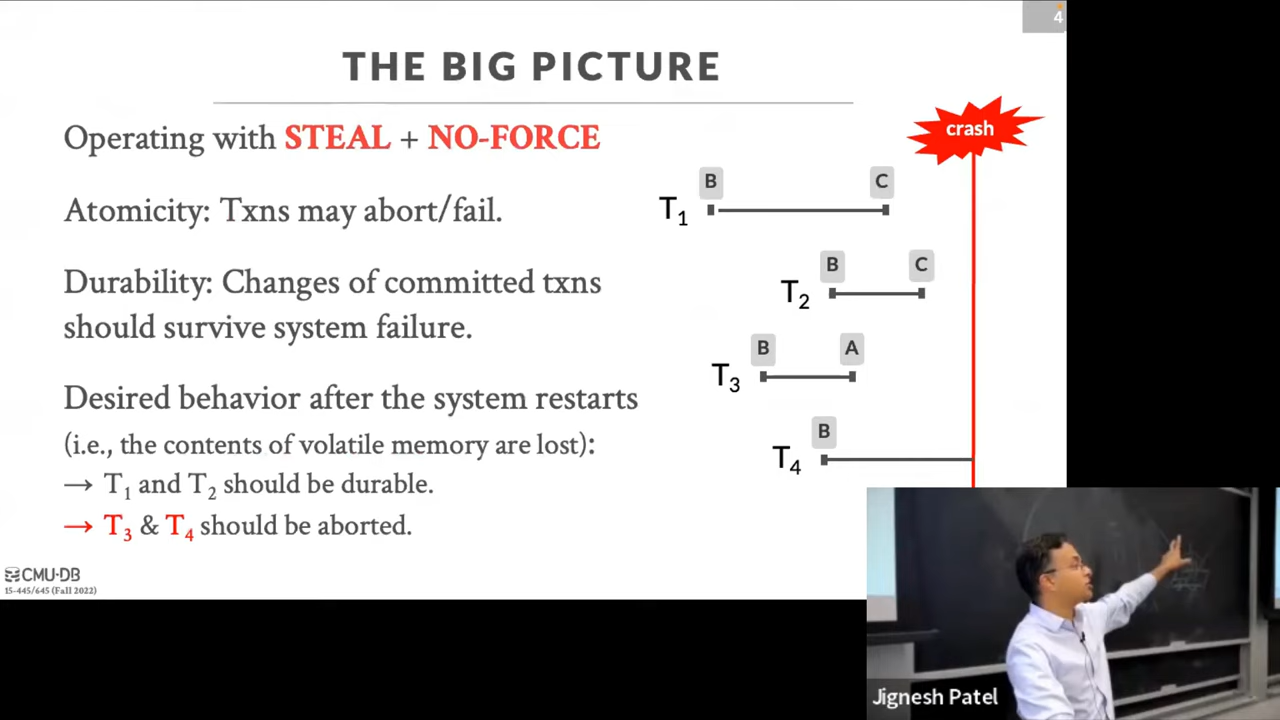 4
THE BIG PICTURE
Operating with STEAL + NO-FORCE
Atomicity: Txns may abort/fail.
Durability: Changes of committed txns
should survive system failure.
Desired behavior after the system restarts
(i.e., the contents of volatile memory are lost):
→ T1 and T2 should be durable.
→ T3 & T4 should be aborted.
crash
B C
T1
B C
T2
B A
T3
B
T4
CMU·DB
15-445/645 (Fall 2022)
Jignesh Patel